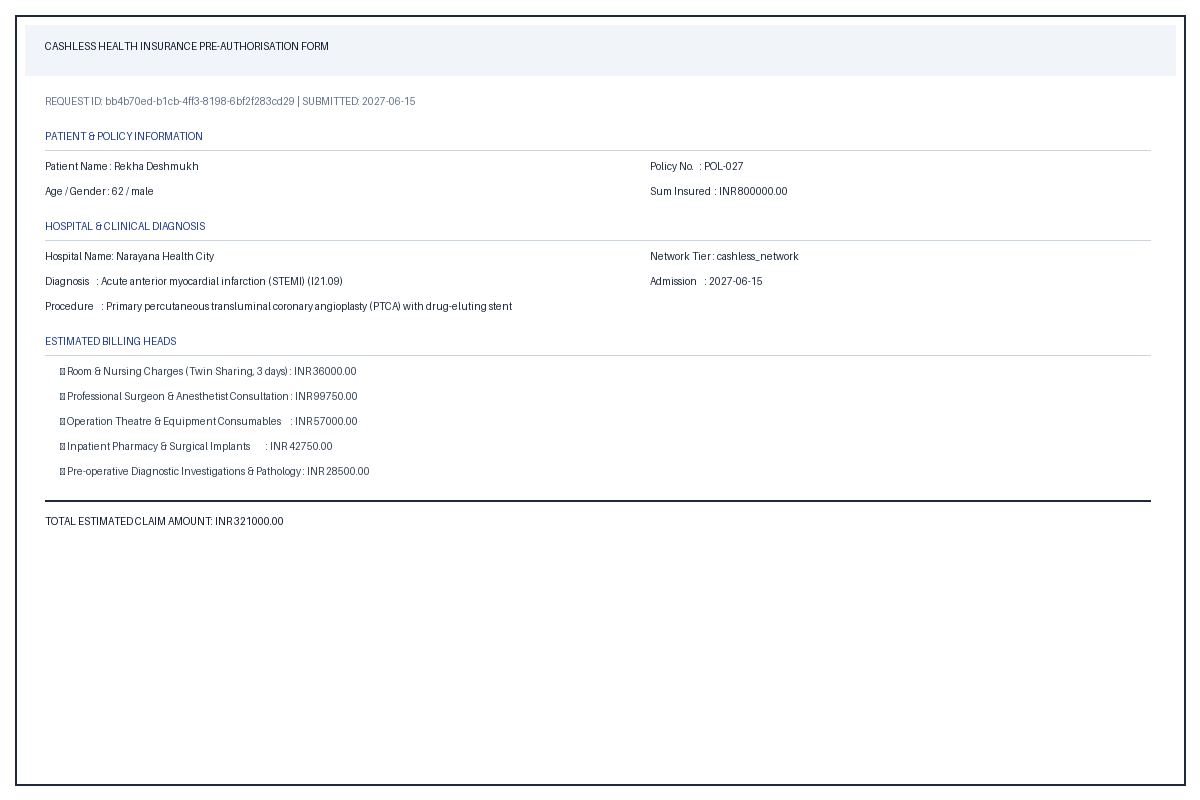 CASHLESS HEALTH INSURANCE PRE-AUTHORISATION FORM
REQUEST ID: bb4b70ed-b1cb-4ff3-8198-6bf2f283cd29 | SUBMITTED: 2027-06-15
PATIENT & POLICY INFORMATION
Patient Name : Rekha Deshmukh Policy No. : POL-027
Age / Gender : 62 / male Sum Insured : INR 800000.00
HOSPITAL & CLINICAL DIAGNOSIS
Hospital Name: Narayana Health City Network Tier : cashless_network
Diagnosis : Acute anterior myocardial infarction (STEMI) (I21.09) Admission : 2027-06-15
Procedure : Primary percutaneous transluminal coronary angioplasty (PTCA) with drug-eluting stent
ESTIMATED BILLING HEADS
Room & Nursing Charges (Twin Sharing, 3 days) : INR 36000.00
Professional Surgeon & Anesthetist Consultation : INR 99750.00
Operation Theatre & Equipment Consumables : INR 57000.00
Inpatient Pharmacy & Surgical Implants : INR 42750.00
Pre-operative Diagnostic Investigations & Pathology : INR 28500.00
TOTAL ESTIMATED CLAIM AMOUNT: INR 321000.00